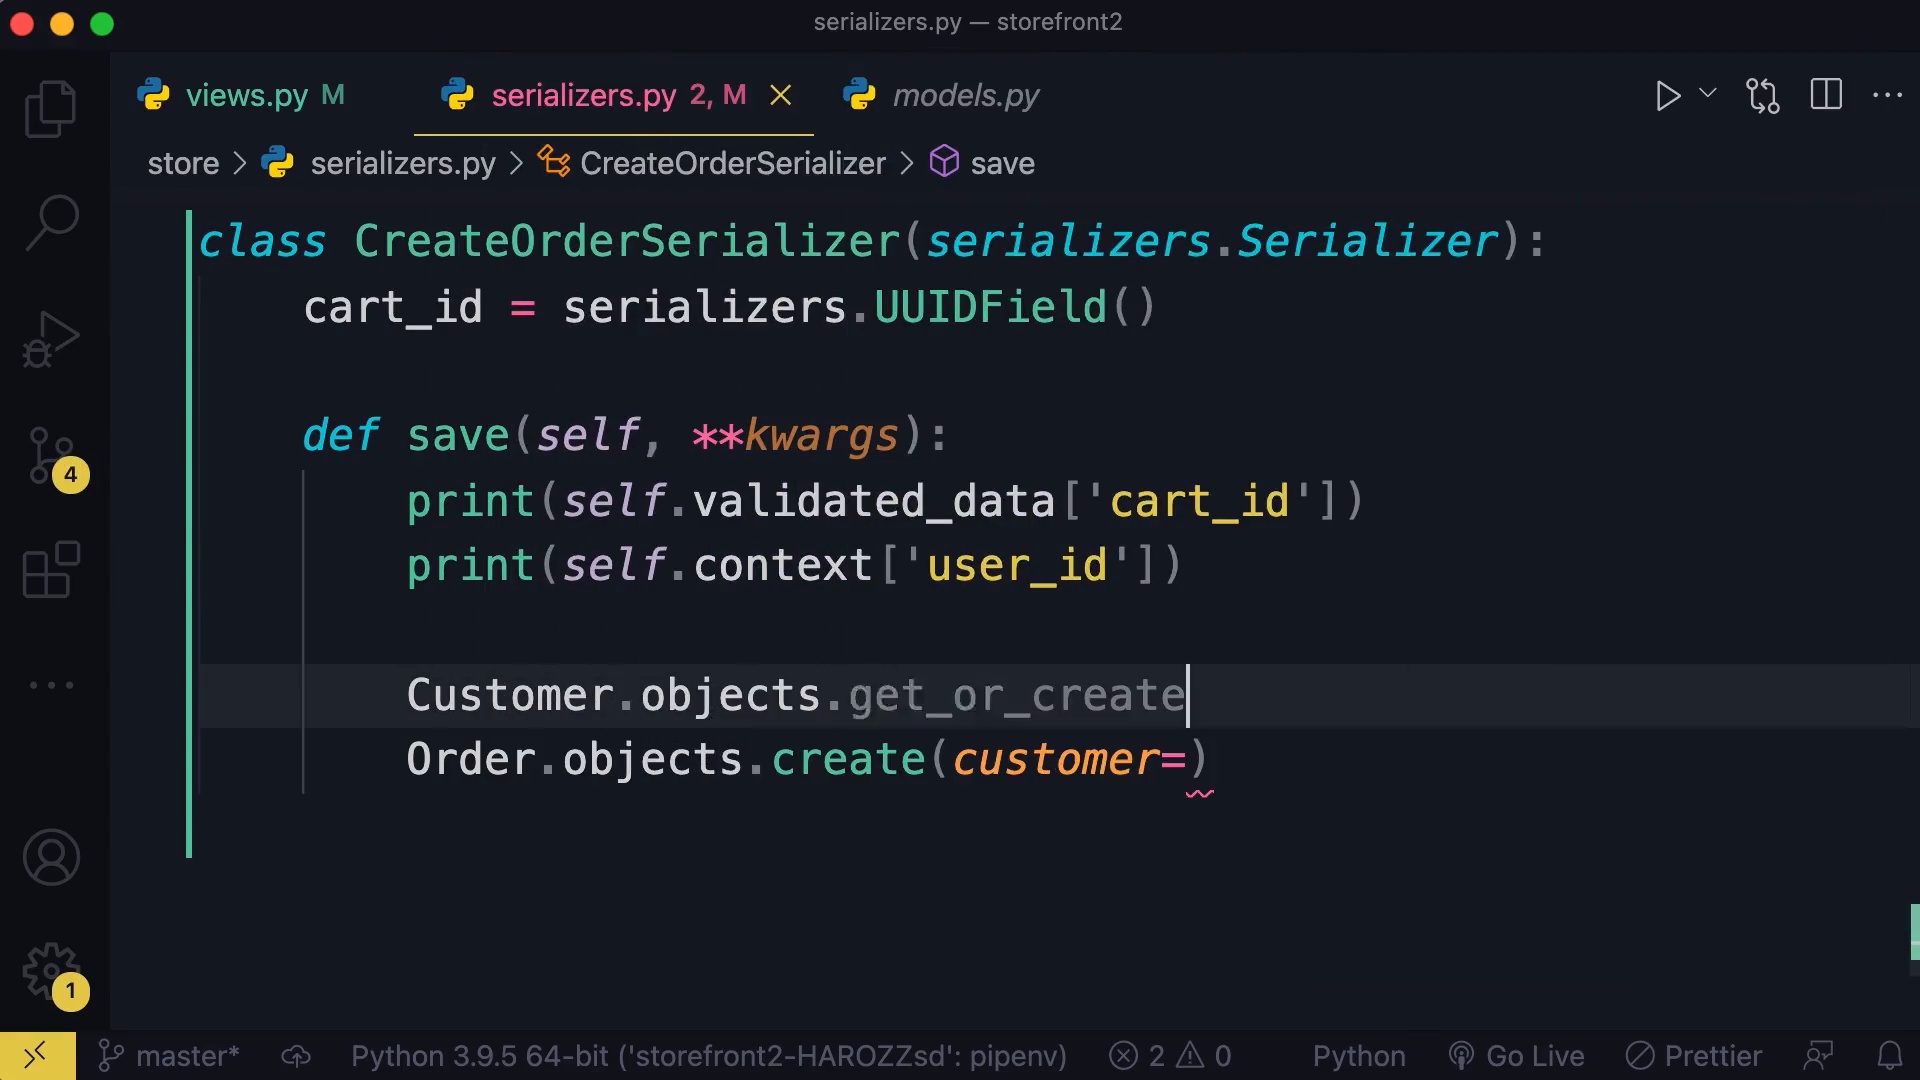 serializers.py — storefront2
views.py M serializers.py 2, M models.py
store > serializers.py > CreateOrderSerializer > save
class CreateOrderSerializer(serializers.Serializer):
cart_id = serializers.UUIDField()
def save(self, **kwargs):
print(self.validated_data['cart_id'])
print(self.context['user_id'])
4
Customer.objects.get_or_create
Order.objects.create(customer=)
1
master* Python 3.9.5 64-bit ('storefront2-HAROZZsd': pipenv) 2 0 Python Go Live Prettier